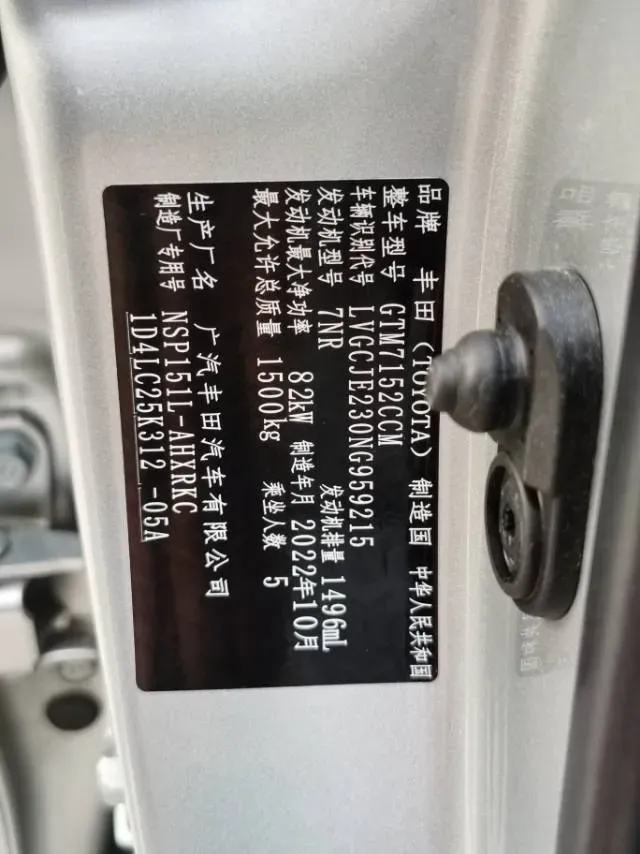 品牌 丰田(TOYOTA) 制造国 中华人民共和国
整车型号 GTM7152CCM
车辆识别代号 LVGCJE230NG959215
发动机型号 7NR 发动机排量 1496mL
发动机最大净功率 82kW 制造年月 2022年10月
最大允许总质量 1500kg 乘坐人数 5
生产厂名 广汽丰田汽车有限公司
制造厂专用号 NSP151L-AHXRKC
1D4LC25K312 -05A